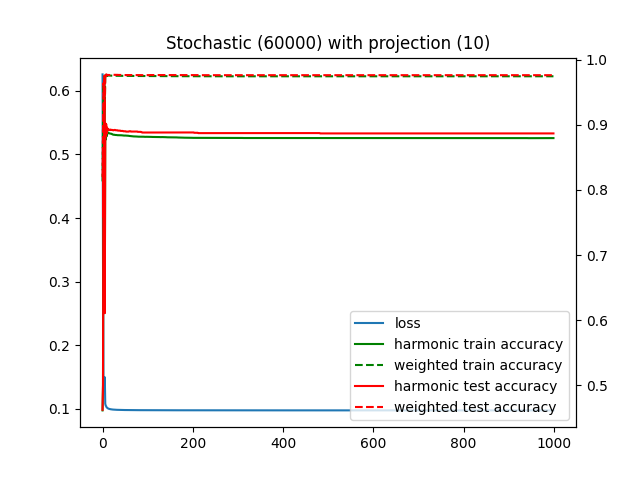 Stochastic (60000) with projection (10)
0.6
0.5
0.4
0.3
0.2
0.1
1.0
0.9
0.8
0.7
0.6
0.5
loss
harmonic train accuracy
weighted train accuracy
harmonic test accuracy
weighted test accuracy
0 200 400 600 800 1000